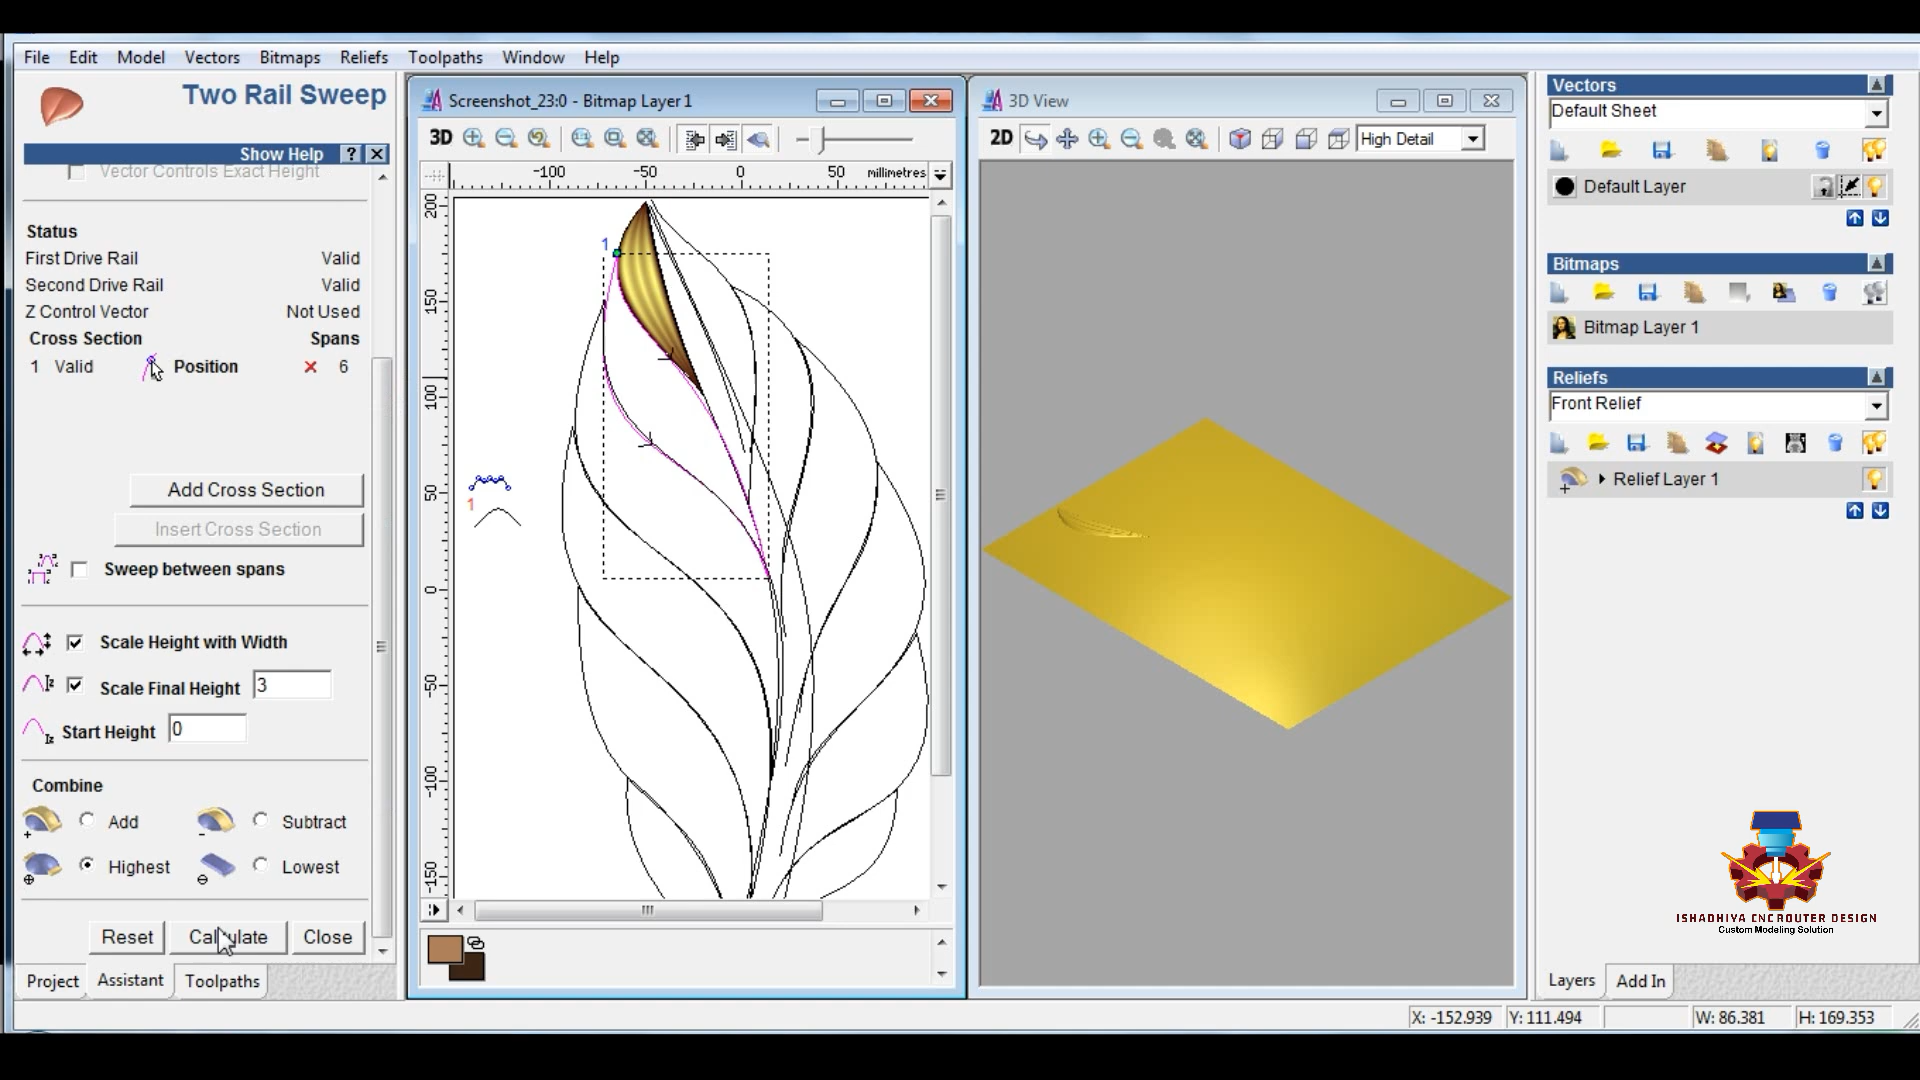 File Edit Model Vectors Bitmaps Reliefs Toolpaths Window Help
Two Rail Sweep
Show Help ?
Vector Controls Exact Height
Status
First Drive Rail Valid
Second Drive Rail Valid
Z Control Vector Not Used
Cross Section Spans
1 Valid Position 6
Add Cross Section
Insert Cross Section
Sweep between spans
Scale Height with Width
Scale Final Height 3
Start Height 0
Combine
Add Subtract
Highest Lowest
Reset Calculate Close
Project Assistant Toolpaths
Screenshot_23:0 - Bitmap Layer1
3D
-100 -50 0 50 millimetres
200
150
100
50
0
-50
-100
-150
1
1
3D View
2D High Detail
Vectors
Default Sheet
Default Layer
Bitmaps
Bitmap Layer 1
Reliefs
Front Relief
Relief Layer 1
ISHADHIYA CNCROUTER DESIGN
Custom Modeling Solution
Layers Add In
X: -152.939 Y: 111.494 W: 86.381 H: 169.353